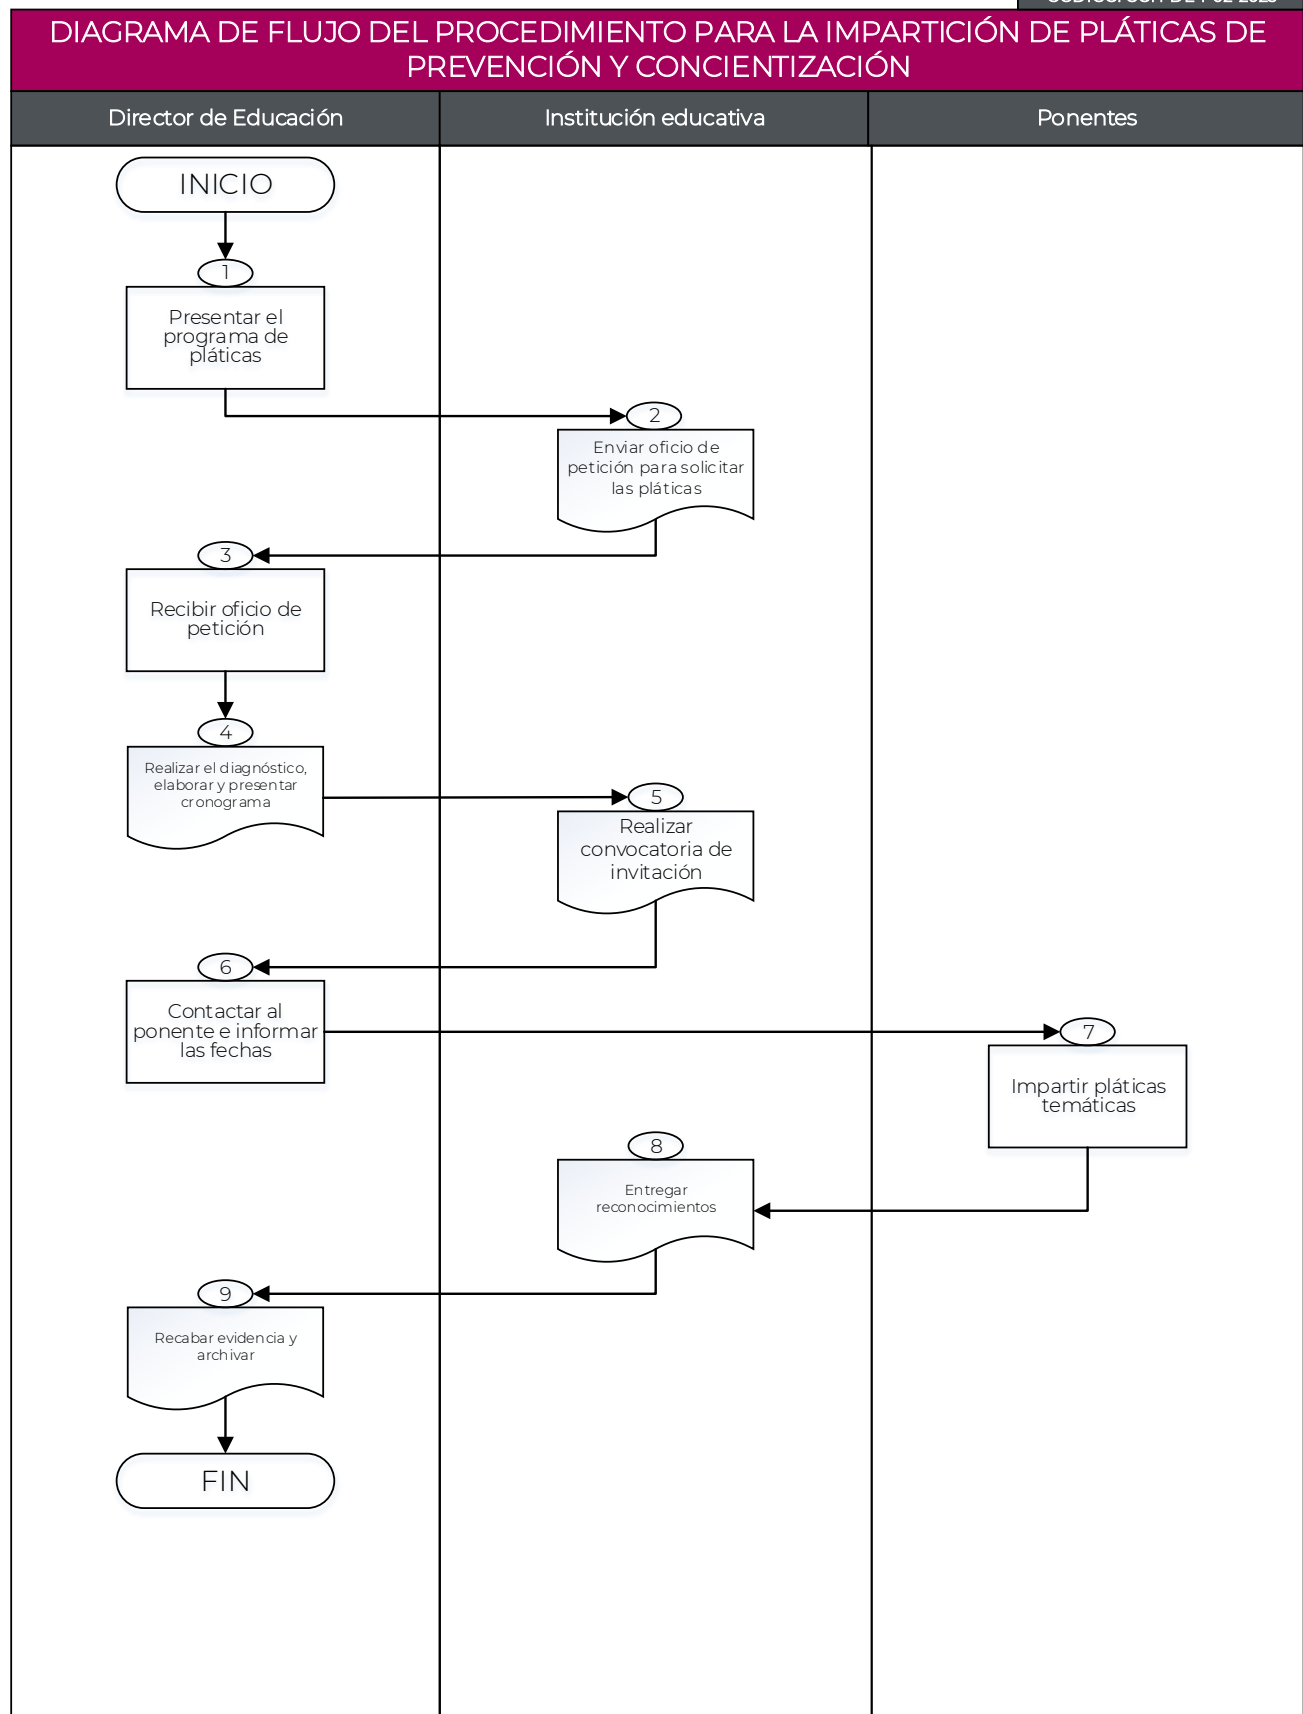 DIAGRAMA DE FLUJO DEL PROCEDIMIENTO PARA LA IMPARTICIÓN DE PLÁTICAS DE
PREVENCIÓN Y CONCIENTIZACIÓN
Director de Educación
Institución educativa
Ponentes
INICIO
1
Presentar el
programa de
pláticas
2
Enviar oficio de
petición para solicitar
las pláticas
3
Recibir oficio de
petición
4
Realizar el diagnóstico,
elaborar y presentar
cronograma
5
Realizar
convocatoria de
invitación
6
Contactar al
ponente e informar
las fechas
7
Impartir pláticas
temáticas
8
Entregar
reconocimientos
9
Recabar evidencia y
archivar
FIN